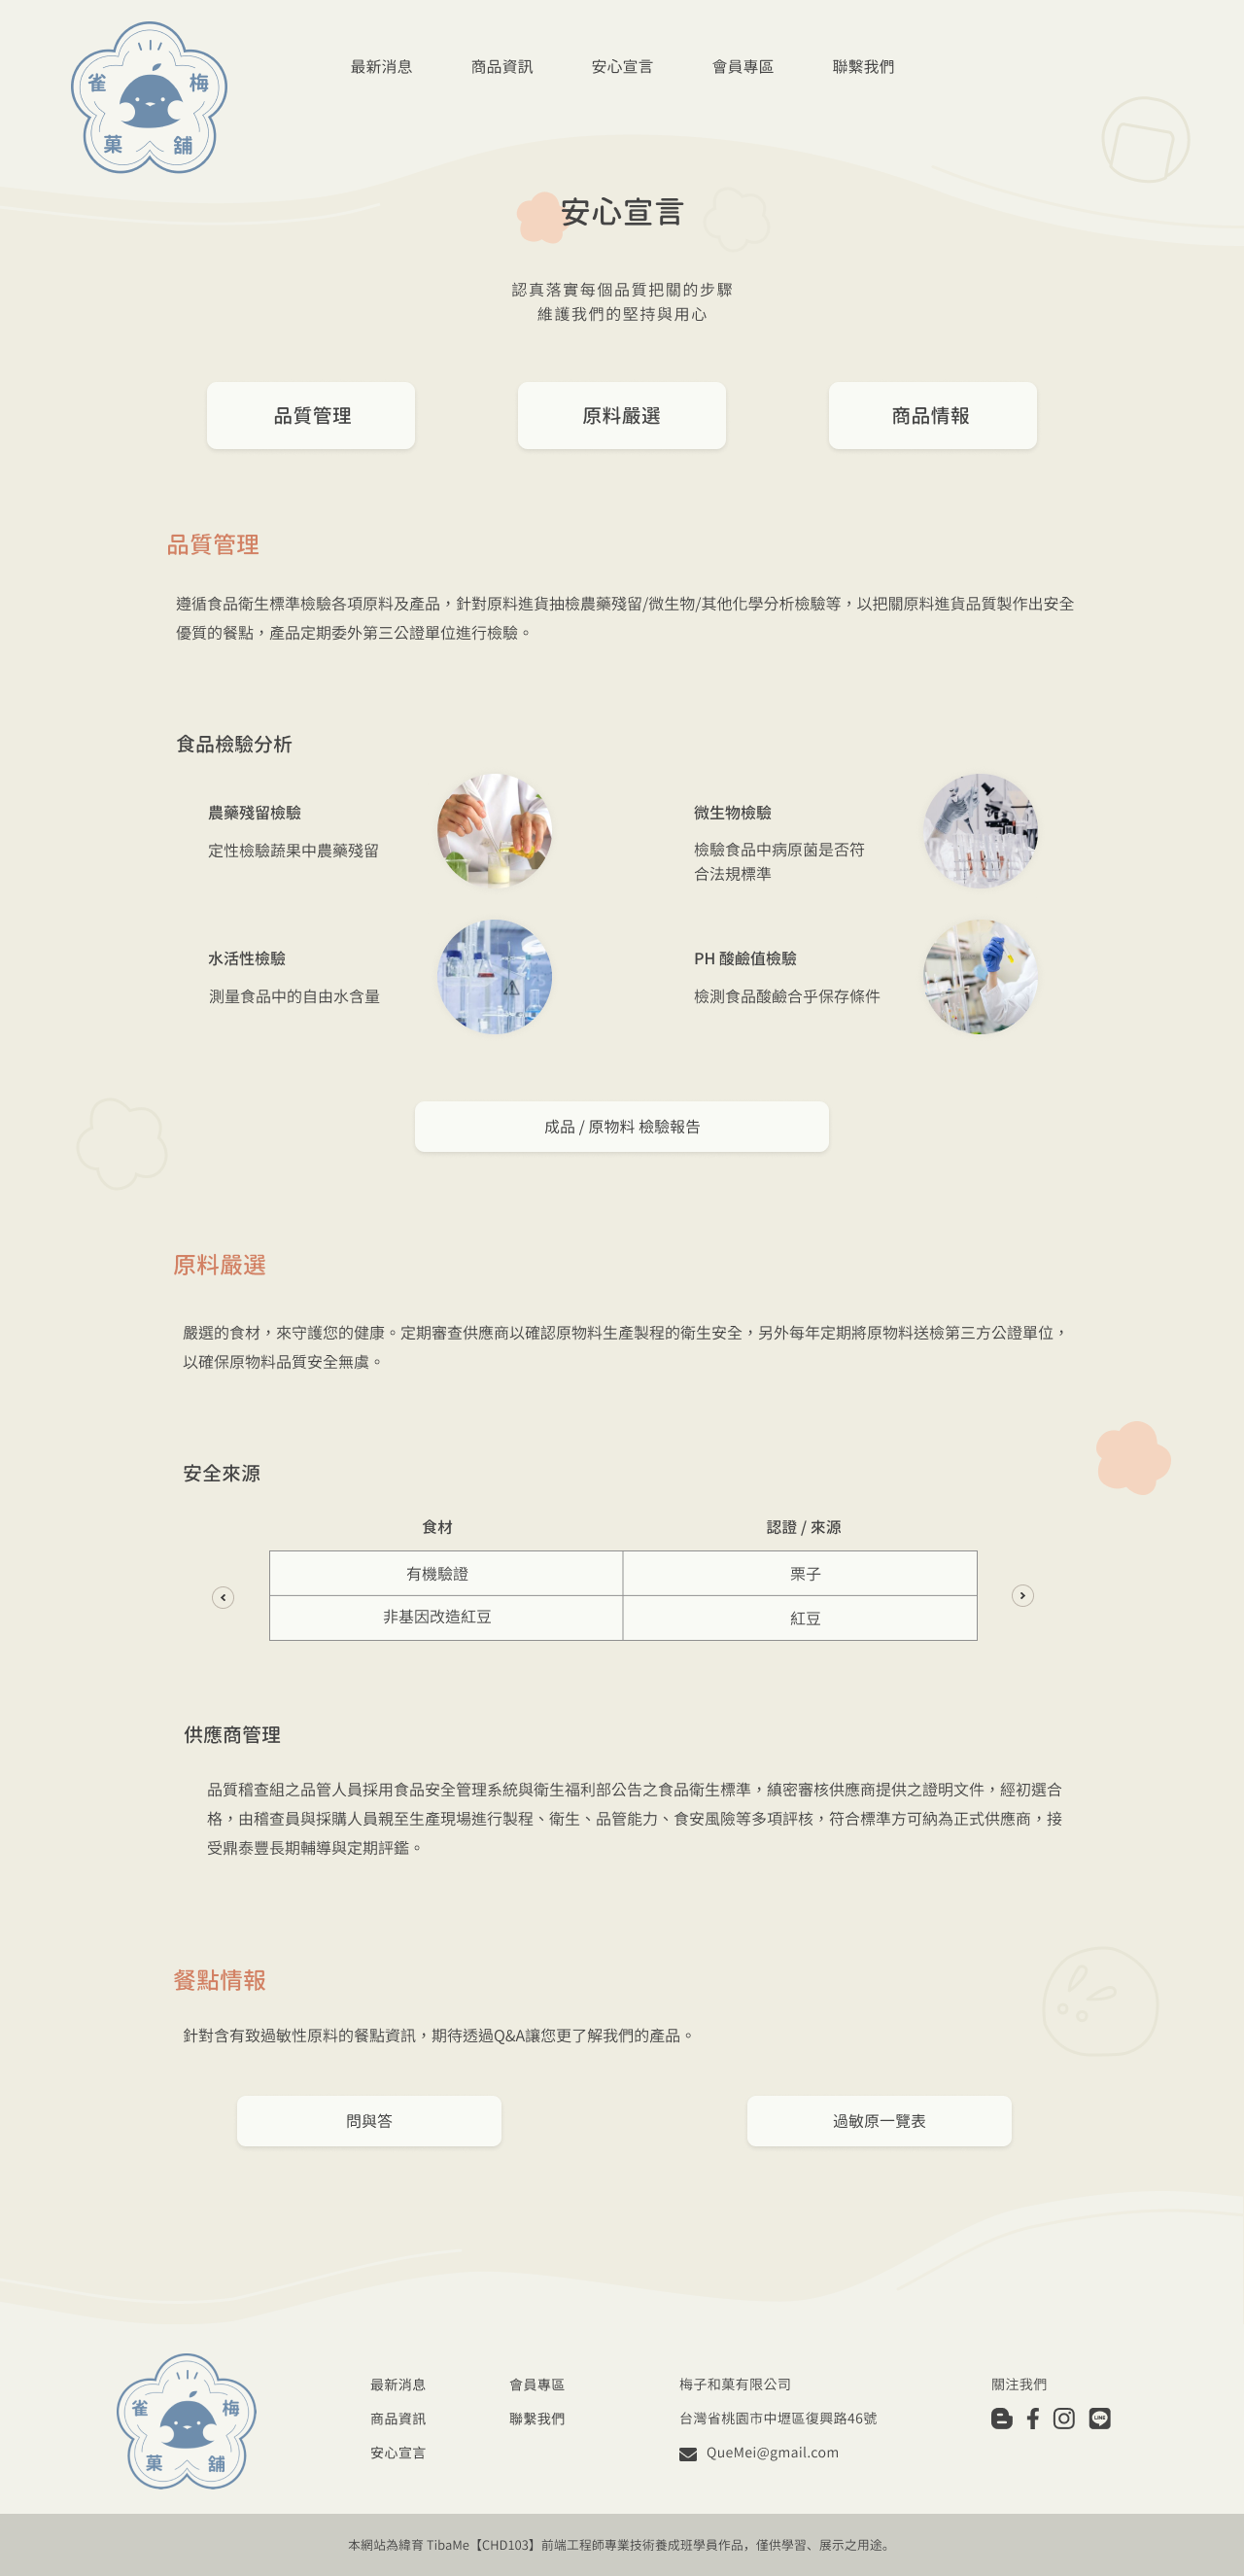 雀
梅
菓
舖
最新消息
商品資訊
安心宣言
會員專區
聯繫我們
安心宣言
認真落實每個品質把關的步驟
維護我們的堅持與用心
品質管理
原料嚴選
商品情報
品質管理
遵循食品衛生標準檢驗各項原料及產品，針對原料進貨抽檢農藥殘留/微生物/其他化學分析檢驗等，以把關原料進貨品質製作出安全
優質的餐點，產品定期委外第三公證單位進行檢驗。
食品檢驗分析
農藥殘留檢驗
定性檢驗蔬果中農藥殘留
微生物檢驗
檢驗食品中病原菌是否符
合法規標準
水活性檢驗
測量食品中的自由水含量
PH 酸鹼值檢驗
檢測食品酸鹼合乎保存條件
成品 / 原物料 檢驗報告
原料嚴選
嚴選的食材，來守護您的健康。定期審查供應商以確認原物料生產製程的衛生安全，另外每年定期將原物料送檢第三方公證單位，
以確保原物料品質安全無虞。
安全來源
食材
認證 / 來源
有機驗證
栗子
非基因改造紅豆
紅豆
供應商管理
品質稽查組之品管人員採用食品安全管理系統與衛生福利部公告之食品衛生標準，縝密審核供應商提供之證明文件，經初選合
格，由稽查員與採購人員親至生產現場進行製程、衛生、品管能力、食安風險等多項評核，符合標準方可納為正式供應商，接
受鼎泰豐長期輔導與定期評鑑。
餐點情報
針對含有致過敏性原料的餐點資訊，期待透過Q&A讓您更了解我們的產品。
問與答
過敏原一覽表
雀
梅
菓
舖
最新消息
商品資訊
安心宣言
會員專區
聯繫我們
梅子和菓有限公司
台灣省桃園市中壢區復興路46號
QueMei@gmail.com
關注我們
LINE
本網站為緯育 TibaMe【CHD103】前端工程師專業技術養成班學員作品，僅供學習、展示之用途。